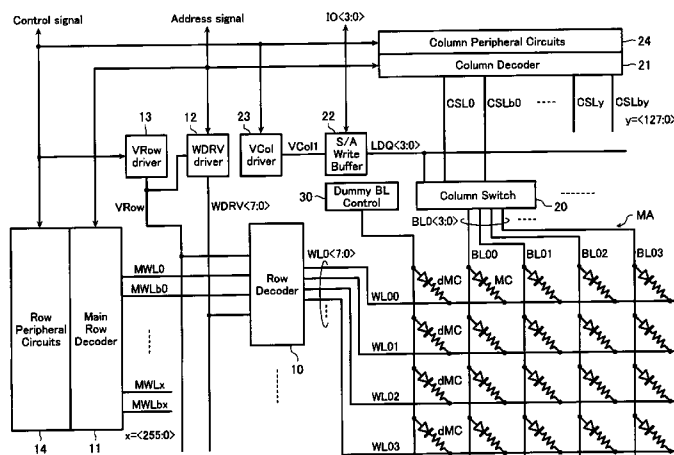 Control signal
Address signal
IO<3:0>
Column Peripheral Circuits
24
Column Decoder
21
CSL0
CSLb0
CSLy
CSLby
y=<127:0>
13
12
23
22
VRow
driver
WDRV
driver
VCol
driver
VCol1
S/A
Write
Buffer
LDQ<3:0>
VRow
WDRV<7:0>
30
Dummy BL
Control
Column Switch
20
BL0<3:0>
MA
BL00
BL01
BL02
BL03
Row
Peripheral
Circuits
Main
Row
Decoder
MWL0
MWLb0
MWLx
MWLbx
x=<255:0>
14
11
Row
Decoder
10
WL0<7:0>
WL00
dMC
MC
WL01
dMC
WL02
dMC
WL03
dMC